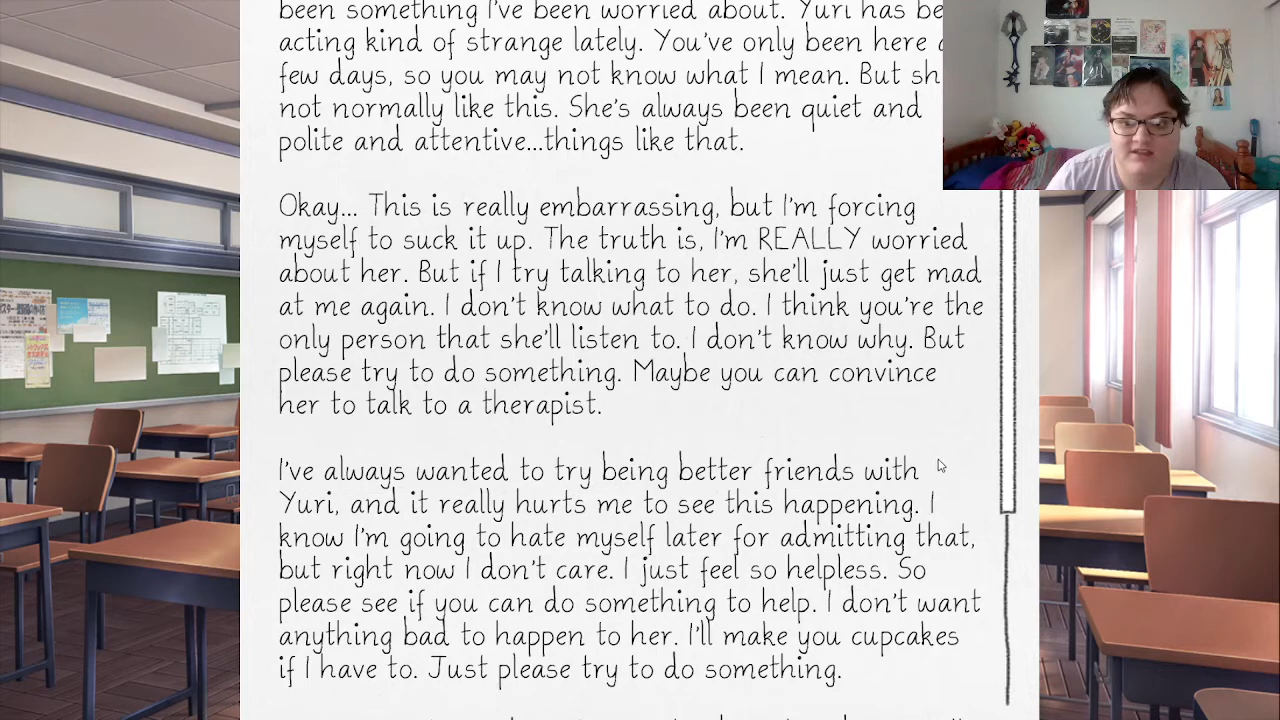 been something I've been worried about. Yuri has be
acting kind of strange lately. You've only been here
few days, so you may not know what I mean. But sh
not normally like this. She's always been quiet and
polite and attentive...things like that.
Okay... This is really embarrassing, but I'm forcing
myself to suck it up. The truth is, I'm REALLY worried
about her. But if I try talking to her, she'll just get mad
at me again. I don't know what to do. I think you're the
only person that she'll listen to. I don't know why. But
please try to do something. Maybe you can convince
her to talk to a therapist.
I've always wanted to try being better friends with
Yuri, and it really hurts me to see this happening. I
know I'm going to hate myself later for admitting that,
but right now I don't care. I just feel so helpless. So
please see if you can do something to help. I don't want
anything bad to happen to her. I'll make you cupcakes
if I have to. Just please try to do something.